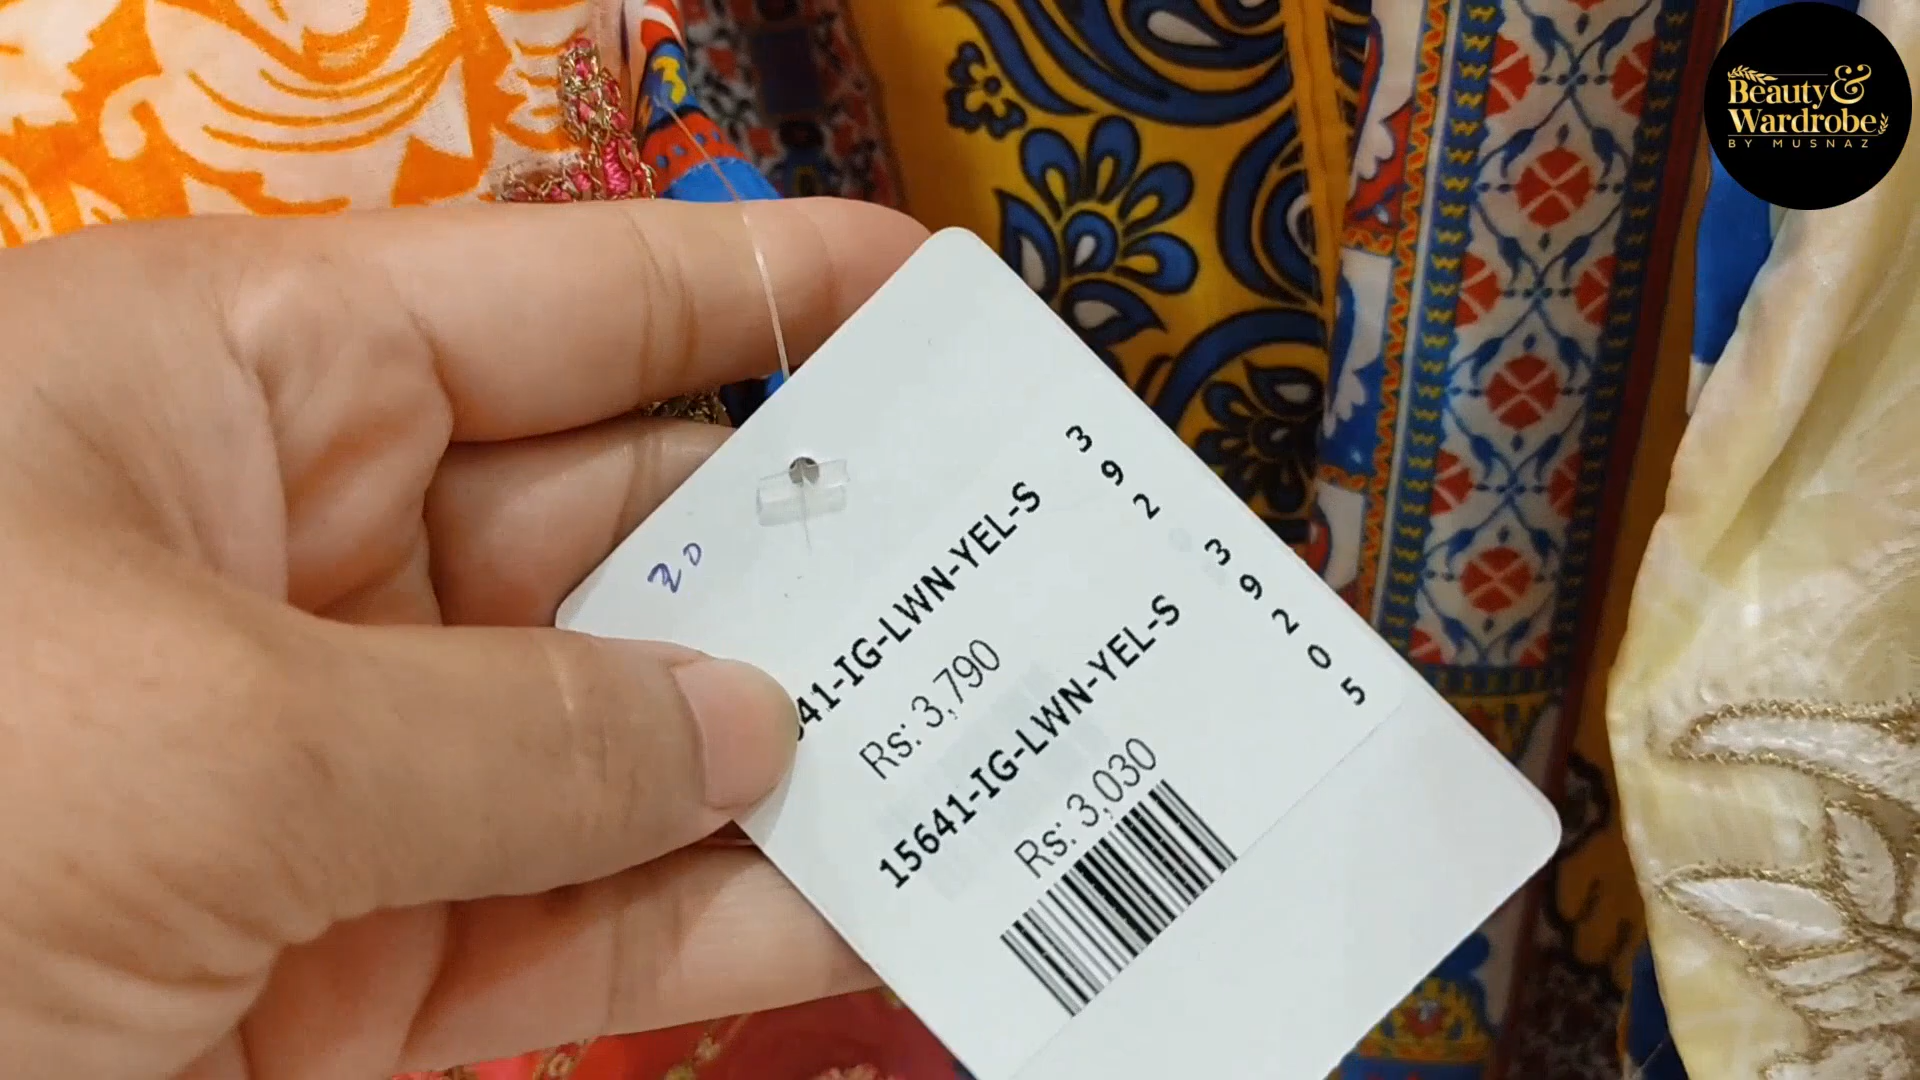 Beauty &
Wardrobe
BY MUSNAZ
20
41-IG-LWN-YEL-S
Rs: 3,790
15641-IG-LWN-YEL-S
Rs: 3,030
392 39205